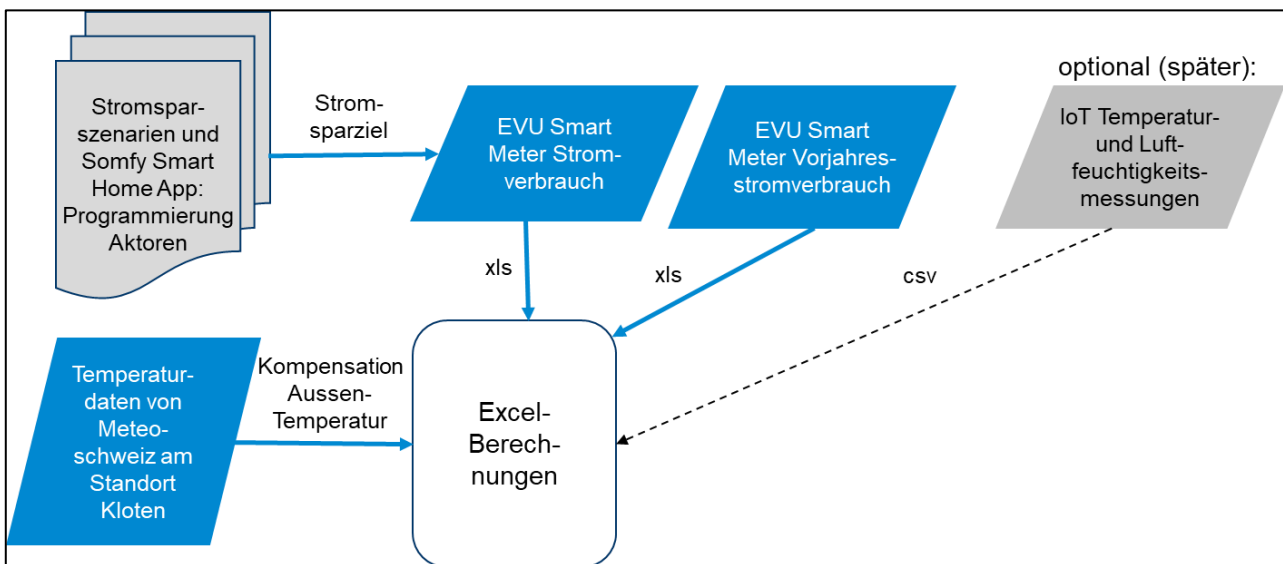 Stromspar-
szenarien und
Somfy Smart
Home App:
Programmierung
Aktoren
Strom-
sparziel
EVU Smart
Meter Strom-
verbrauch
EVU Smart
Meter Vorjahres-
stromverbrauch
optional (später):
IoT Temperatur-
und Luft-
feuchtigkeits-
messungen
xls
xls
csv
Temperatur-
daten von
Meteo-
schweiz am
Standort
Kloten
Kompensation
Aussen-
Temperatur
Excel-
Berech-
nungen